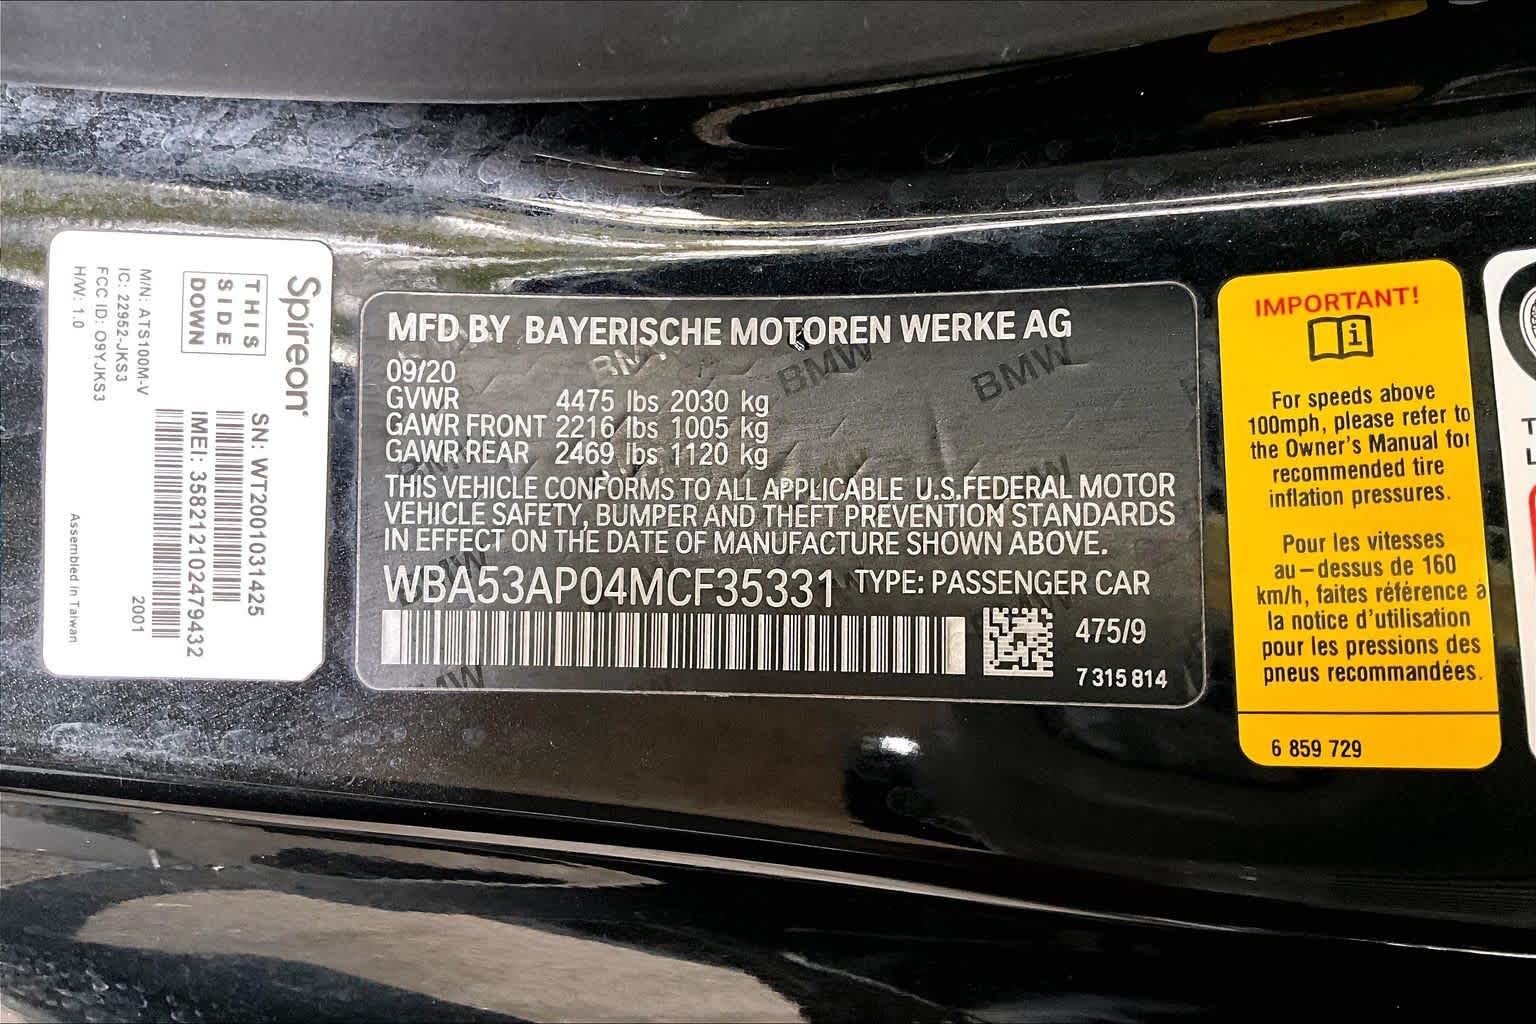 Spireon
THIS
SIDE
DOWN
M/N: ATS100M-V
IC: 22952-JKS3
FCC ID: O9YJKS3
H/W: 1.0
SN: WT2001031425
IMEI: 358212102479432
2001
Assembled in Taiwan
MFD BY BAYERISCHE MOTOREN WERKE AG
09/20
GVWR 4475 lbs 2030 kg
GAWR FRONT 2216 lbs 1005 kg
GAWR REAR 2469 lbs 1120 kg
THIS VEHICLE CONFORMS TO ALL APPLICABLE U.S.FEDERAL MOTOR
VEHICLE SAFETY, BUMPER AND THEFT PREVENTION STANDARDS
IN EFFECT ON THE DATE OF MANUFACTURE SHOWN ABOVE.
WBA53AP04MCF35331 TYPE: PASSENGER CAR
475/9
7 315 814
IMPORTANT!
For speeds above
100mph, please refer to
the Owner's Manual for
recommended tire
inflation pressures.
Pour les vitesses
au-dessus de 160
km/h, faites référence à
la notice d'utilisation
pour les pressions des
pneus recommandées.
6 859 729